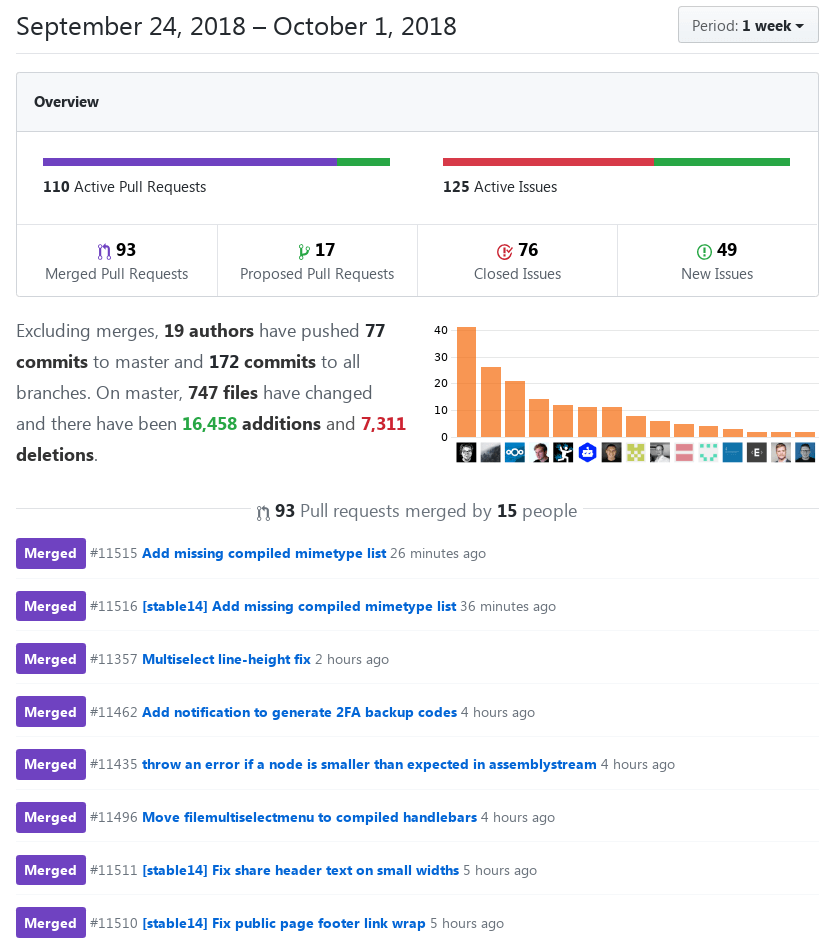 September 24, 2018 – October 1, 2018
Period: 1 week
Overview
110 Active Pull Requests
125 Active Issues
93
Merged Pull Requests
17
Proposed Pull Requests
76
Closed Issues
49
New Issues
Excluding merges, 19 authors have pushed 77
commits to master and 172 commits to all
branches. On master, 747 files have changed
and there have been 16,458 additions and 7,311
deletions.
40
30
20
10
0
E
93 Pull requests merged by 15 people
Merged #11515 Add missing compiled mimetype list 26 minutes ago
Merged #11516 [stable14] Add missing compiled mimetype list 36 minutes ago
Merged #11357 Multiselect line-height fix 2 hours ago
Merged #11462 Add notification to generate 2FA backup codes 4 hours ago
Merged #11435 throw an error if a node is smaller than expected in assemblystream 4 hours ago
Merged #11496 Move filemultiselectmenu to compiled handlebars 4 hours ago
Merged #11511 [stable14] Fix share header text on small widths 5 hours ago
Merged #11510 [stable14] Fix public page footer link wrap 5 hours ago